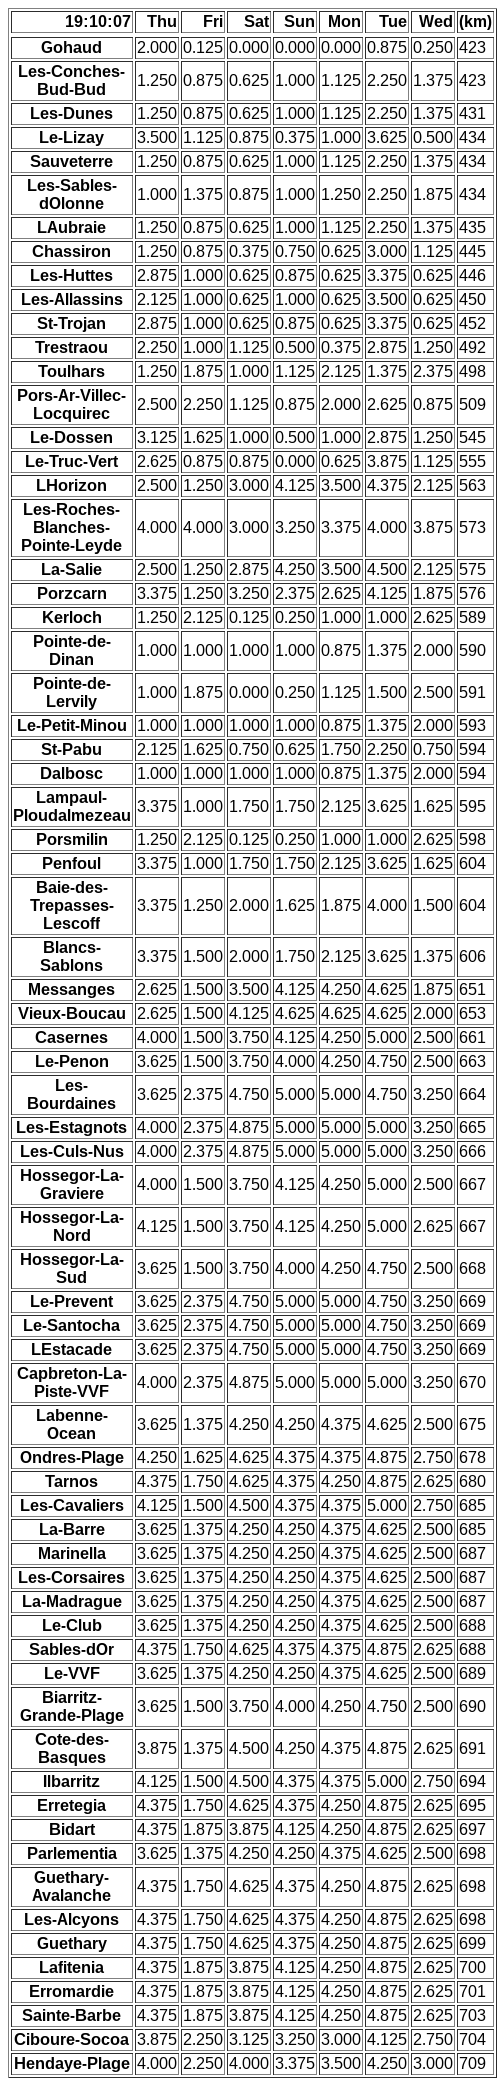 19:10:07 Thu Fri Sat Sun Mon Tue Wed (km)
Gohaud 2.000 0.125 0.000 0.000 0.000 0.875 0.250 423
Les-Conches-
Bud-Bud 1.250 0.875 0.625 1.000 1.125 2.250 1.375 423
Les-Dunes 1.250 0.875 0.625 1.000 1.125 2.250 1.375 431
Le-Lizay 3.500 1.125 0.875 0.375 1.000 3.625 0.500 434
Sauveterre 1.250 0.875 0.625 1.000 1.125 2.250 1.375 434
Les-Sables-
dOlonne 1.000 1.375 0.875 1.000 1.250 2.250 1.875 434
LAubraie 1.250 0.875 0.625 1.000 1.125 2.250 1.375 435
Chassiron 1.250 0.875 0.375 0.750 0.625 3.000 1.125 445
Les-Huttes 2.875 1.000 0.625 0.875 0.625 3.375 0.625 446
Les-Allassins 2.125 1.000 0.625 1.000 0.625 3.500 0.625 450
St-Trojan 2.875 1.000 0.625 0.875 0.625 3.375 0.625 452
Trestraou 2.250 1.000 1.125 0.500 0.375 2.875 1.250 492
Toulhars 1.250 1.875 1.000 1.125 2.125 1.375 2.375 498
Pors-Ar-Villec-
Locquirec 2.500 2.250 1.125 0.875 2.000 2.625 0.875 509
Le-Dossen 3.125 1.625 1.000 0.500 1.000 2.875 1.250 545
Le-Truc-Vert 2.625 0.875 0.875 0.000 0.625 3.875 1.125 555
LHorizon 2.500 1.250 3.000 4.125 3.500 4.375 2.125 563
Les-Roches-
Blanches-
Pointe-Leyde 4.000 4.000 3.000 3.250 3.375 4.000 3.875 573
La-Salie 2.500 1.250 2.875 4.250 3.500 4.500 2.125 575
Porzcarn 3.375 1.250 3.250 2.375 2.625 4.125 1.875 576
Kerloch 1.250 2.125 0.125 0.250 1.000 1.000 2.625 589
Pointe-de-
Dinan 1.000 1.000 1.000 1.000 0.875 1.375 2.000 590
Pointe-de-
Lervily 1.000 1.875 0.000 0.250 1.125 1.500 2.500 591
Le-Petit-Minou 1.000 1.000 1.000 1.000 0.875 1.375 2.000 593
St-Pabu 2.125 1.625 0.750 0.625 1.750 2.250 0.750 594
Dalbosc 1.000 1.000 1.000 1.000 0.875 1.375 2.000 594
Lampaul-
Ploudalmezeau 3.375 1.000 1.750 1.750 2.125 3.625 1.625 595
Porsmilin 1.250 2.125 0.125 0.250 1.000 1.000 2.625 598
Penfoul 3.375 1.000 1.750 1.750 2.125 3.625 1.625 604
Baie-des-
Trepasses-
Lescoff 3.375 1.250 2.000 1.625 1.875 4.000 1.500 604
Blancs-
Sablons 3.375 1.500 2.000 1.750 2.125 3.625 1.375 606
Messanges 2.625 1.500 3.500 4.125 4.250 4.625 1.875 651
Vieux-Boucau 2.625 1.500 4.125 4.625 4.625 4.625 2.000 653
Casernes 4.000 1.500 3.750 4.125 4.250 5.000 2.500 661
Le-Penon 3.625 1.500 3.750 4.000 4.250 4.750 2.500 663
Les-
Bourdaines 3.625 2.375 4.750 5.000 5.000 4.750 3.250 664
Les-Estagnots 4.000 2.375 4.875 5.000 5.000 5.000 3.250 665
Les-Culs-Nus 4.000 2.375 4.875 5.000 5.000 5.000 3.250 666
Hossegor-La-
Graviere 4.000 1.500 3.750 4.125 4.250 5.000 2.500 667
Hossegor-La-
Nord 4.125 1.500 3.750 4.125 4.250 5.000 2.625 667
Hossegor-La-
Sud 3.625 1.500 3.750 4.000 4.250 4.750 2.500 668
Le-Prevent 3.625 2.375 4.750 5.000 5.000 4.750 3.250 669
Le-Santocha 3.625 2.375 4.750 5.000 5.000 4.750 3.250 669
LEstacade 3.625 2.375 4.750 5.000 5.000 4.750 3.250 669
Capbreton-La-
Piste-VVF 4.000 2.375 4.875 5.000 5.000 5.000 3.250 670
Labenne-
Ocean 3.625 1.375 4.250 4.250 4.375 4.625 2.500 675
Ondres-Plage 4.250 1.625 4.625 4.375 4.375 4.875 2.750 678
Tarnos 4.375 1.750 4.625 4.375 4.250 4.875 2.625 680
Les-Cavaliers 4.125 1.500 4.500 4.375 4.375 5.000 2.750 685
La-Barre 3.625 1.375 4.250 4.250 4.375 4.625 2.500 685
Marinella 3.625 1.375 4.250 4.250 4.375 4.625 2.500 687
Les-Corsaires 3.625 1.375 4.250 4.250 4.375 4.625 2.500 687
La-Madrague 3.625 1.375 4.250 4.250 4.375 4.625 2.500 687
Le-Club 3.625 1.375 4.250 4.250 4.375 4.625 2.500 688
Sables-dOr 4.375 1.750 4.625 4.375 4.375 4.875 2.625 688
Le-VVF 3.625 1.375 4.250 4.250 4.375 4.625 2.500 689
Biarritz-
Grande-Plage 3.625 1.500 3.750 4.000 4.250 4.750 2.500 690
Cote-des-
Basques 3.875 1.375 4.500 4.250 4.375 4.875 2.625 691
Ilbarritz 4.125 1.500 4.500 4.375 4.375 5.000 2.750 694
Erretegia 4.375 1.750 4.625 4.375 4.250 4.875 2.625 695
Bidart 4.375 1.875 3.875 4.125 4.250 4.875 2.625 697
Parlementia 3.625 1.375 4.250 4.250 4.375 4.625 2.500 698
Guethary-
Avalanche 4.375 1.750 4.625 4.375 4.250 4.875 2.625 698
Les-Alcyons 4.375 1.750 4.625 4.375 4.250 4.875 2.625 698
Guethary 4.375 1.750 4.625 4.375 4.250 4.875 2.625 699
Lafitenia 4.375 1.875 3.875 4.125 4.250 4.875 2.625 700
Erromardie 4.375 1.875 3.875 4.125 4.250 4.875 2.625 701
Sainte-Barbe 4.375 1.875 3.875 4.125 4.250 4.875 2.625 703
Ciboure-Socoa 3.875 2.250 3.125 3.250 3.000 4.125 2.750 704
Hendaye-Plage 4.000 2.250 4.000 3.375 3.500 4.250 3.000 709